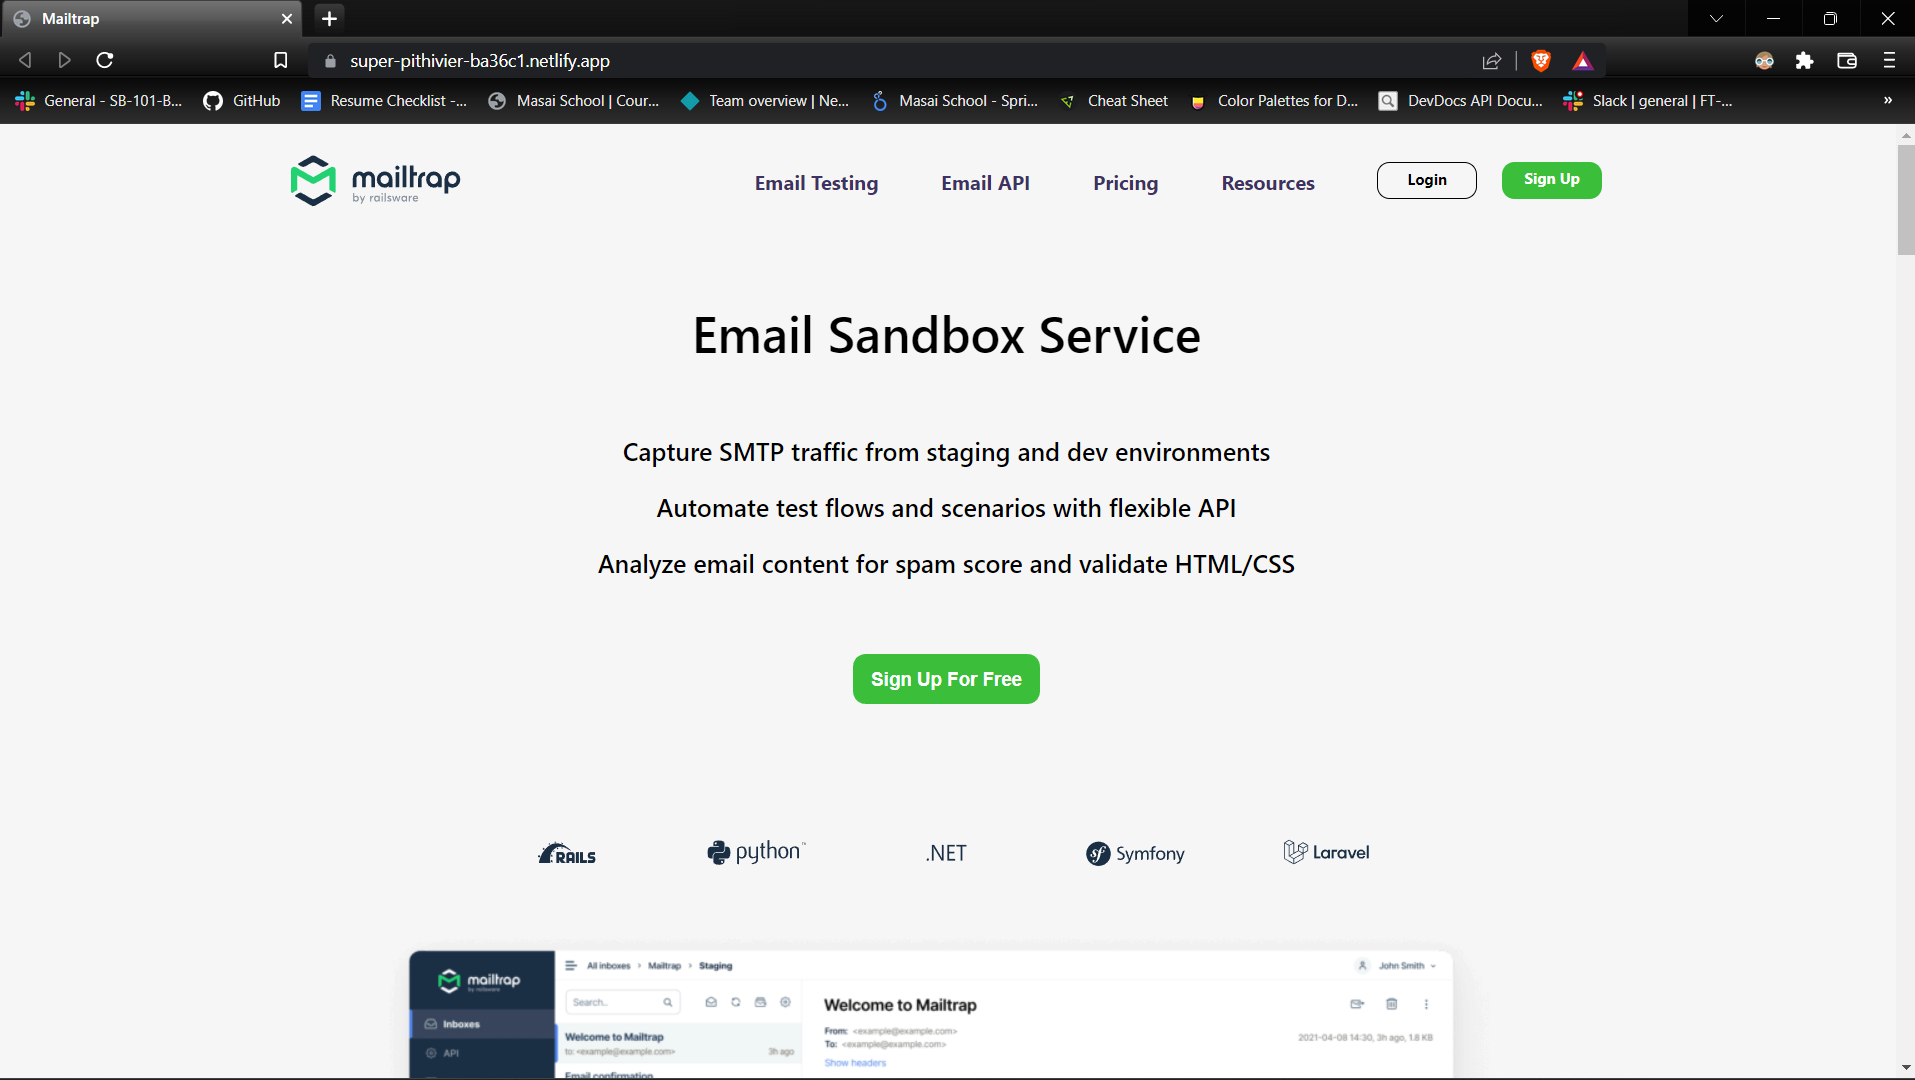 Mailtrap
super-pithivier-ba36c1.netlify.app
General - SB-101-B...
GitHub
Resume Checklist -...
Masai School | Cour...
Team overview | Ne...
Masai School - Spri...
Cheat Sheet
Color Palettes for D...
DevDocs API Docu...
Slack | general | FT-...
»
mailtrap
by railsware
Email Testing
Email API
Pricing
Resources
Login
Sign Up
Email Sandbox Service
Capture SMTP traffic from staging and dev environments
Automate test flows and scenarios with flexible API
Analyze email content for spam score and validate HTML/CSS
Sign Up For Free
RAILS
python™
.NET
sf Symfony
Laravel
mailtrap
by railsware
All inboxes › Mailtrap › Staging
John Smith
Search..
Inboxes
API
Welcome to Mailtrap
to: <example@example.com>
3h ago
Email confirmation
Welcome to Mailtrap
From: <example@example.com>
To: <example@example.com>
Show headers
2021-04-08 14:30, 3h ago, 1.8 KB